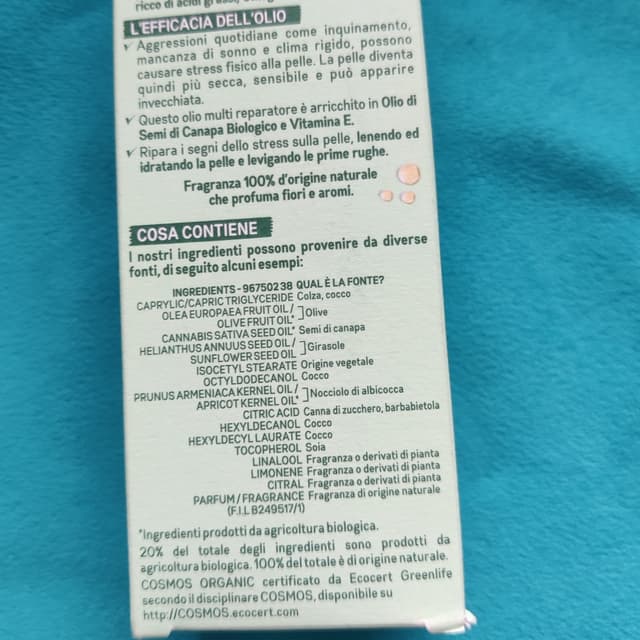 ricco di acidi grassi,
L'EFFICACIA DELL'OLIO
✓ Aggressioni quotidiane come inquinamento,
mancanza di sonno e clima rigido, possono
causare stress fisico alla pelle. La pelle diventa
quindi più secca, sensibile e può apparire
invecchiata.
✓ Questo olio multi reparatore è arricchito in Olio di
Semi di Canapa Biologico e Vitamina E.
✓ Ripara i segni dello stress sulla pelle, lenendo ed
idratando la pelle e levigando le prime rughe.
Fragranza 100% d'origine naturale
che profuma fiori e aromi.
COSA CONTIENE
I nostri ingredienti possono provenire da diverse
fonti, di seguito alcuni esempi:
INGREDIENTS - 96750238 QUAL È LA FONTE?
CAPRYLIC/CAPRIC TRIGLYCERIDE Colza, cocco
OLEA EUROPAEA FRUIT OIL /
OLIVE FRUIT OIL* ] Olive
CANNABIS SATIVA SEED OIL* Semi di canapa
HELIANTHUS ANNUUS SEED OIL /
SUNFLOWER SEED OIL ] Girasole
ISOCETYL STEARATE Origine vegetale
OCTYLDODECANOL Cocco
PRUNUS ARMENIACA KERNEL OIL /
APRICOT KERNEL OIL* ] Nocciolo di albicocca
CITRIC ACID Canna di zucchero, barbabietola
HEXYLDECANOL Cocco
HEXYLDECYL LAURATE Cocco
TOCOPHEROL Soia
LINALOOL Fragranza o derivati di pianta
LIMONENE Fragranza o derivati di pianta
CITRAL Fragranza o derivati di pianta
PARFUM / FRAGRANCE Fragranza di origine naturale
(F.I.L B249517/1)
*Ingredienti prodotti da agricoltura biologica.
20% del totale degli ingredienti sono prodotti da
agricoltura biologica. 100% del totale è di origine naturale.
COSMOS ORGANIC certificato da Ecocert Greenlife
secondo il disciplinare COSMOS, disponibile su
http://COSMOS.ecocert.com